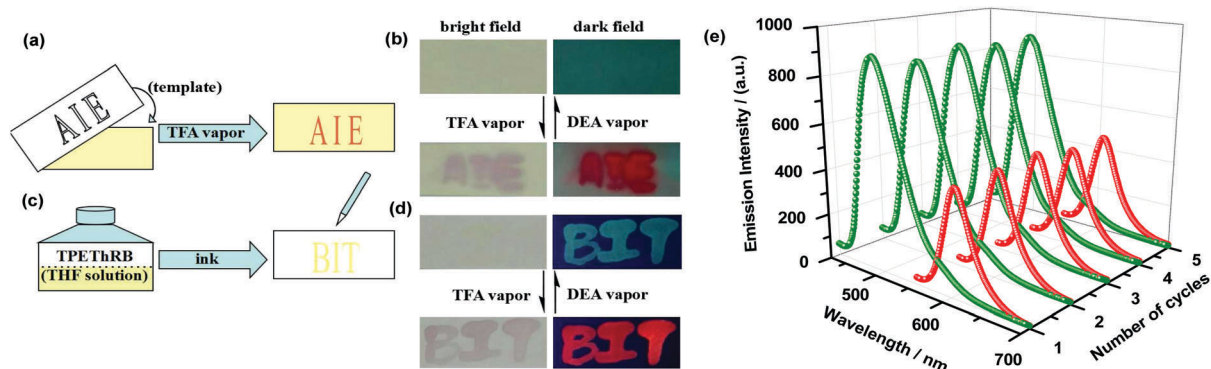 (a)
AIE
(template)
TFA vapor
AIE
(b)
bright field
dark field
TFA vapor
DEA vapor
AIE
AIE
(c)
TPEThRB
(THF solution)
ink
BIT
(d)
BIT
TFA vapor
DEA vapor
BIT
BIT
(e)
Emission Intensity / (a.u.)
1000
800
600
400
200
0
500
600
700
Wavelength / nm
1
2
3
4
5
Number of cycles